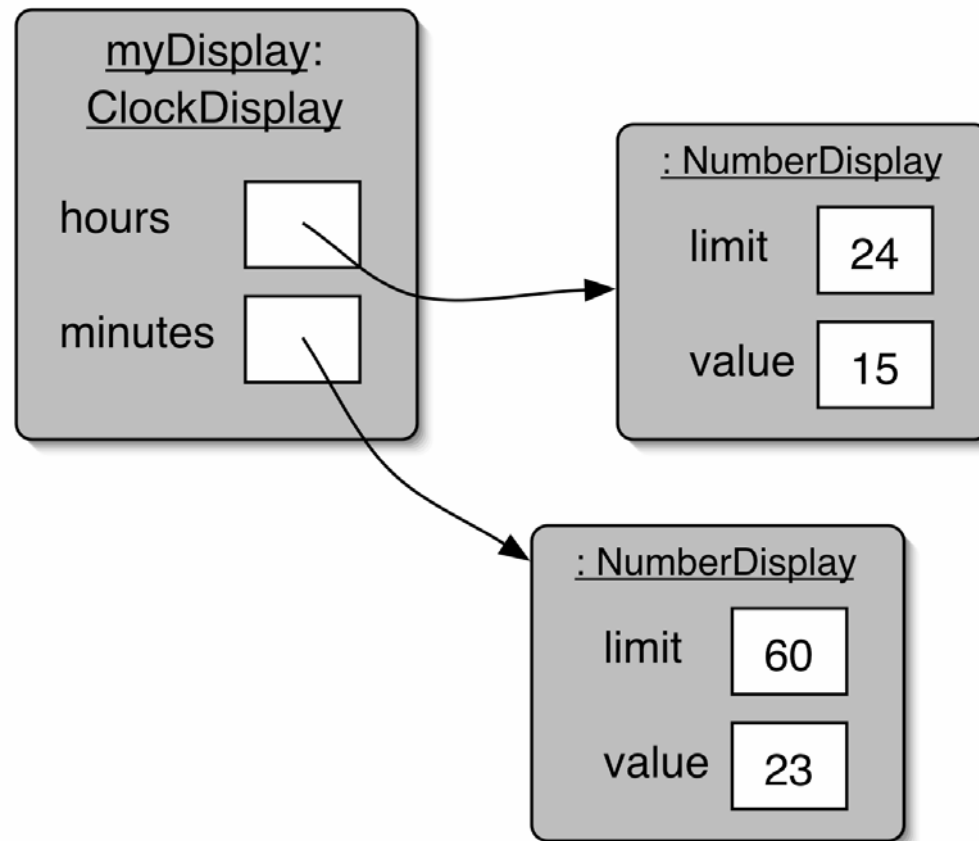 myDisplay:
ClockDisplay
hours
minutes
: NumberDisplay
limit
24
value
15
: NumberDisplay
limit
60
value
23